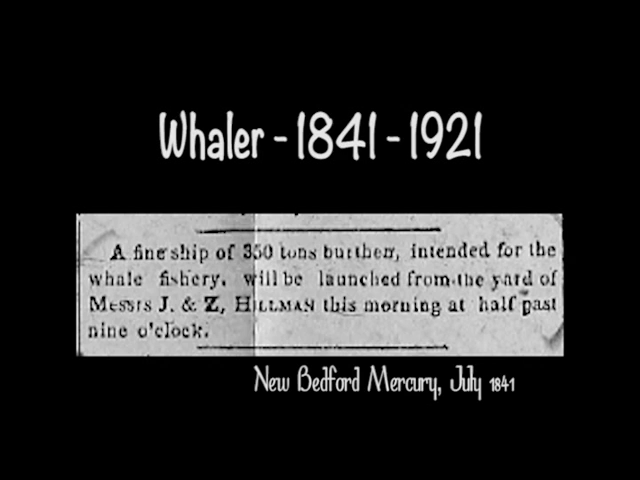 Whaler - 1841 - 1921
A fine ship of 350 tons burthen, intended for the
whale fishery, will be launched from the yard of
Messrs J. & Z, HILLMAN this morning at half past
nine o'clock.
New Bedford Mercury, July 1841